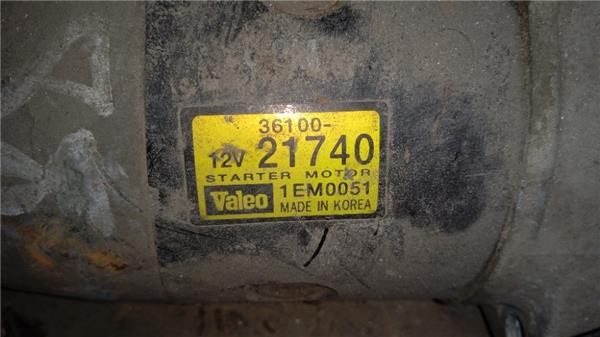 36100-
12V 21740
STARTER MOTOR
Valeo 1EM0051
MADE IN KOREA